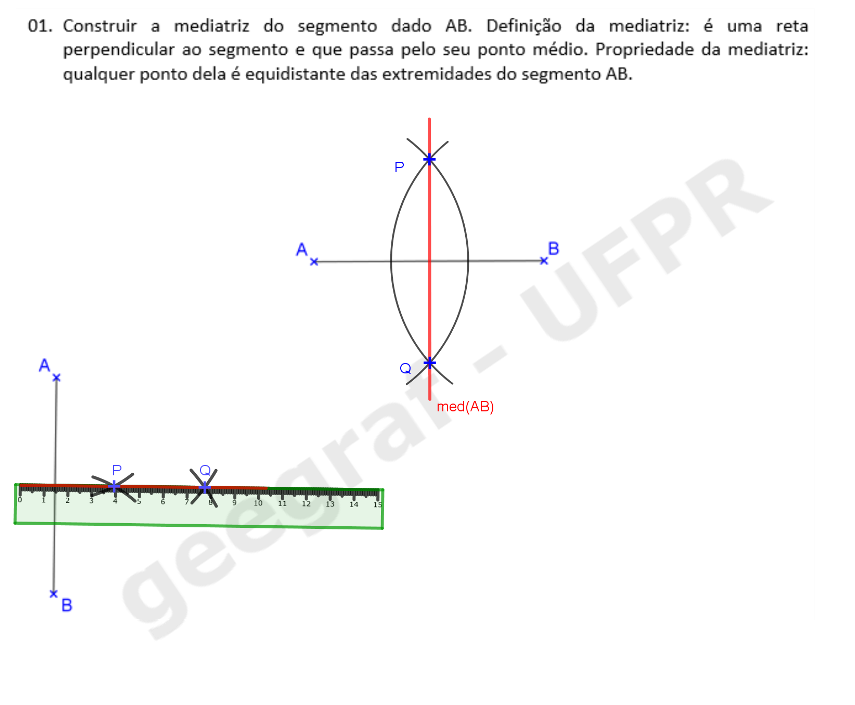 01. Construir a mediatriz do segmento dado AB. Definição da mediatriz: é uma reta
perpendicular ao segmento e que passa pelo seu ponto médio. Propriedade da mediatriz:
qualquer ponto dela é equidistante das extremidades do segmento AB.
P
A
B
Q
med(AB)
A
P
Q
0 1 2 3 4 5 6 7 8 9 10 11 12 13 14 15
B
geegraf - UFPR